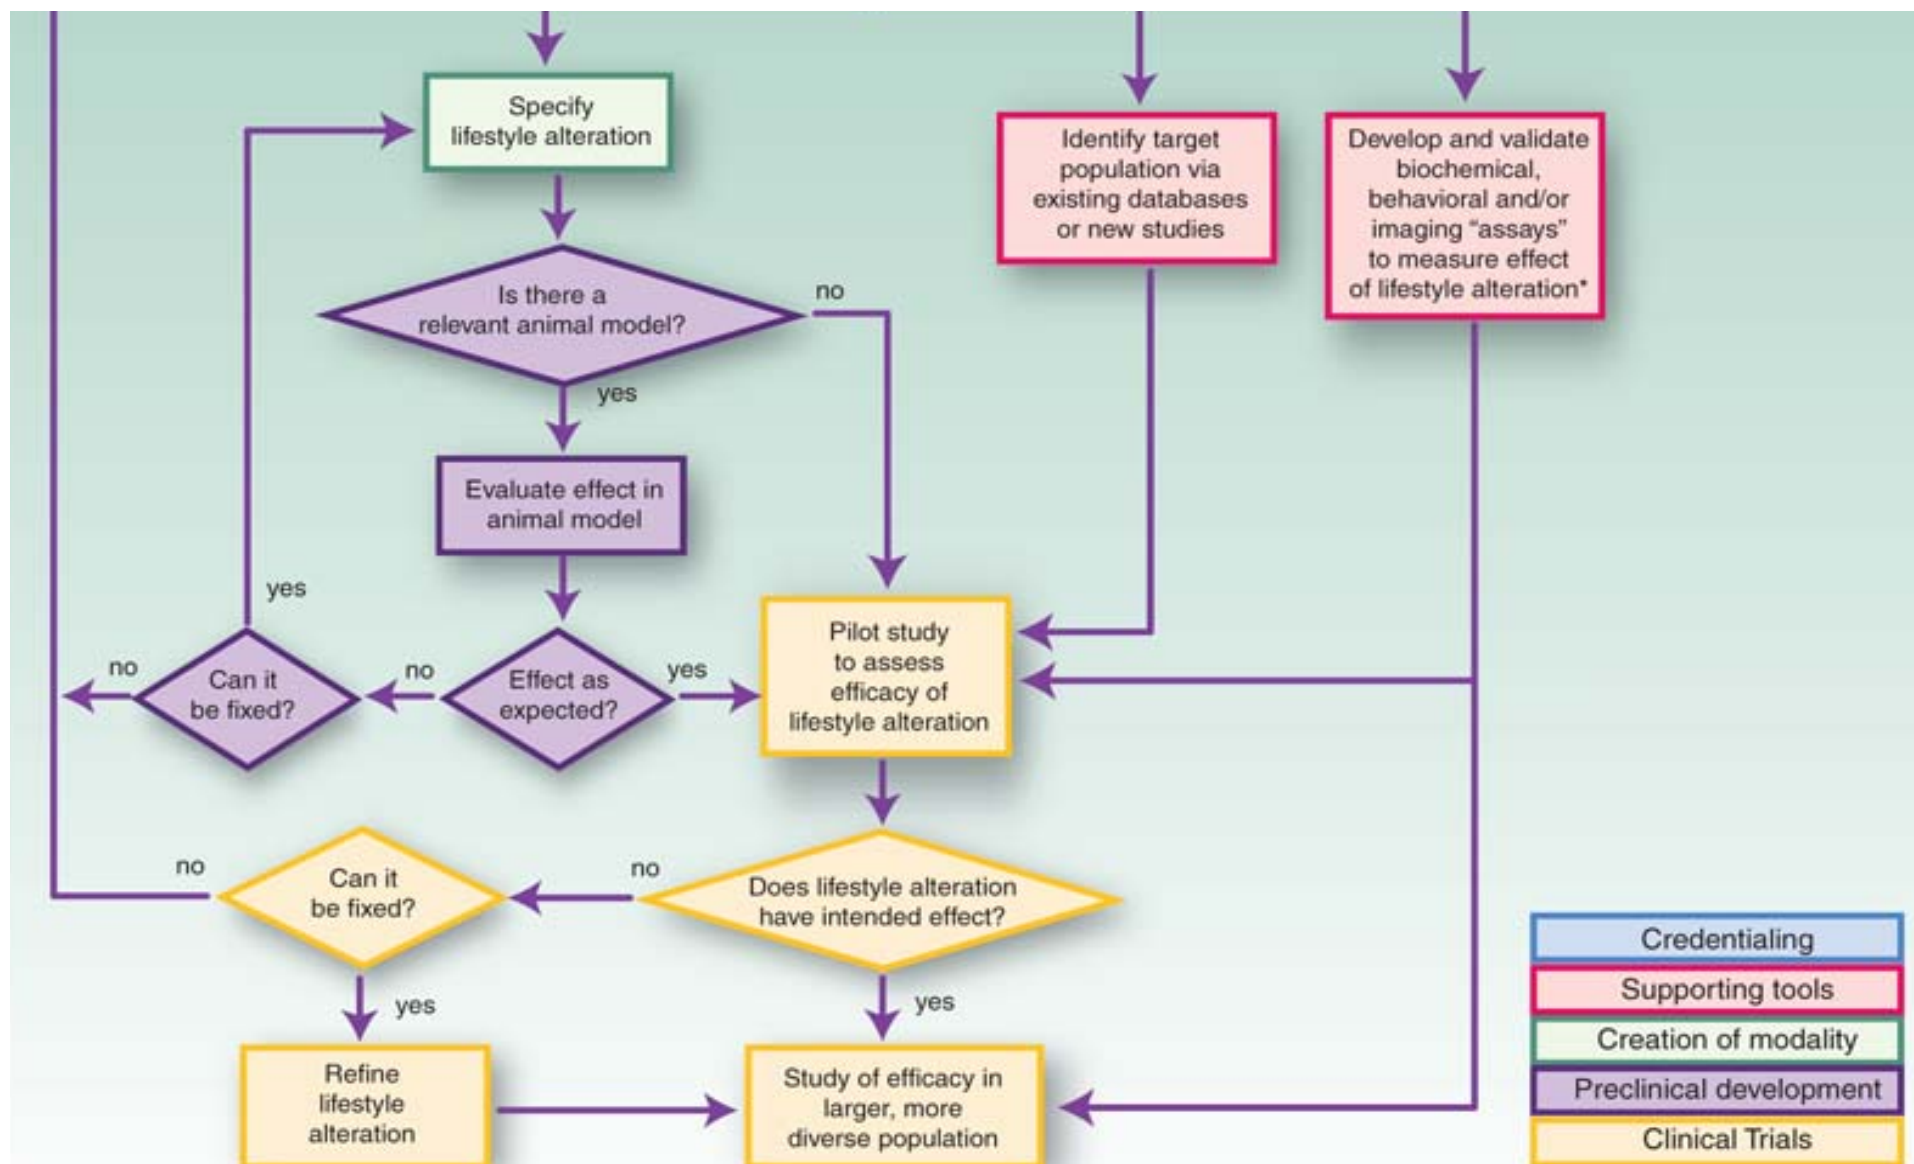 Specify
lifestyle alteration
Identify target
population via
existing databases
or new studies
Develop and validate
biochemical,
behavioral and/or
imaging “assays”
to measure effect
of lifestyle alteration*
Is there a
relevant animal model?
no
yes
Evaluate effect in
animal model
yes
no
Can it
be fixed?
no
Effect as
expected?
yes
Pilot study
to assess
efficacy of
lifestyle alteration
no
Can it
be fixed?
no
Does lifestyle alteration
have intended effect?
yes
yes
Refine
lifestyle
alteration
Study of efficacy in
larger, more
diverse population
Credentialing
Supporting tools
Creation of modality
Preclinical development
Clinical Trials